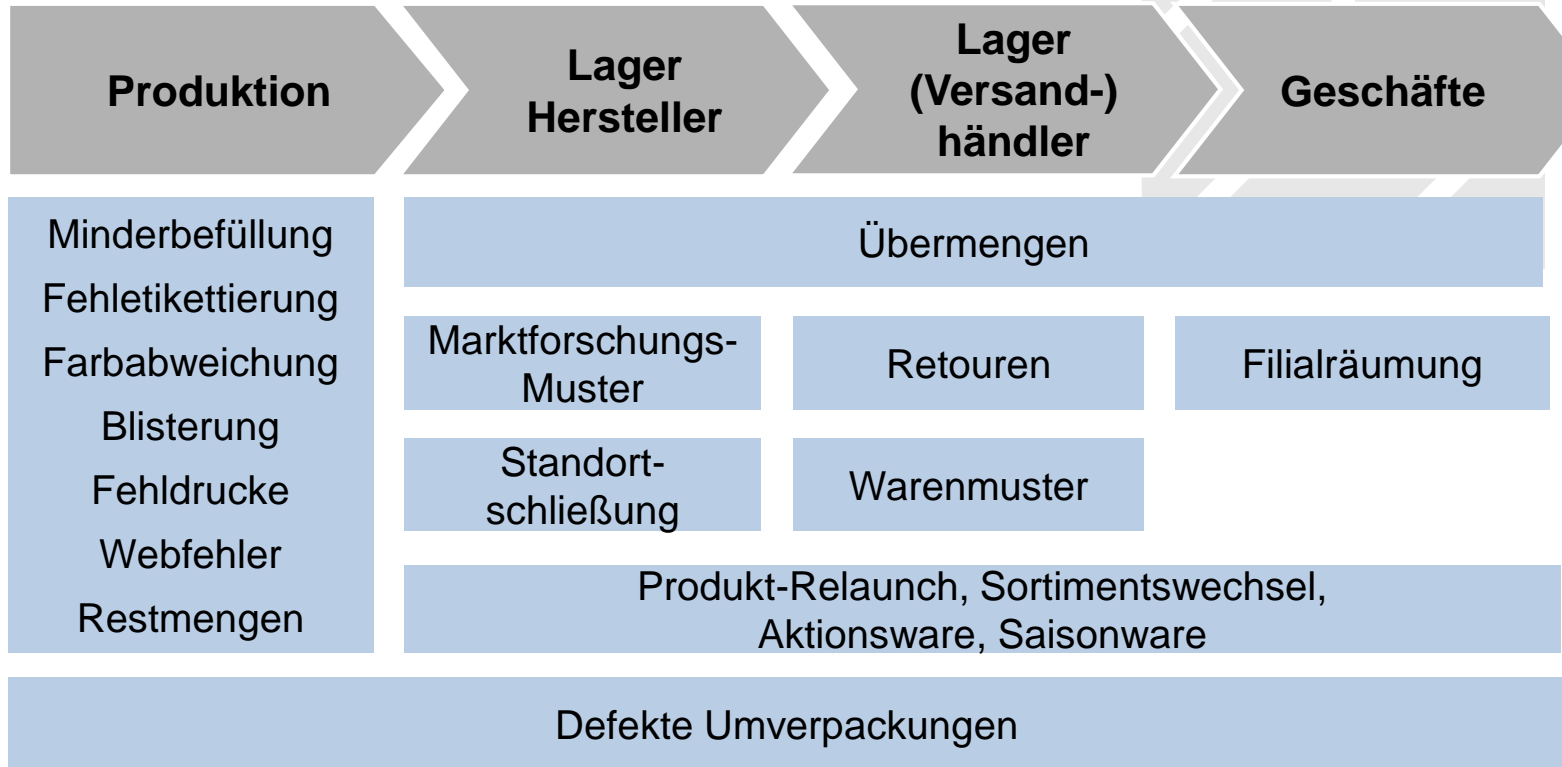 Produktion
Lager
Hersteller
Lager
(Versand-)
händler
Geschäfte
Minderbefüllung
Fehletikettierung
Farbabweichung
Blisterung
Fehldrucke
Webfehler
Restmengen
Übermengen
Marktforschungs-
Muster
Retouren
Filialräumung
Standort-
schließung
Warenmuster
Produkt-Relaunch, Sortimentswechsel,
Aktionsware, Saisonware
Defekte Umverpackungen